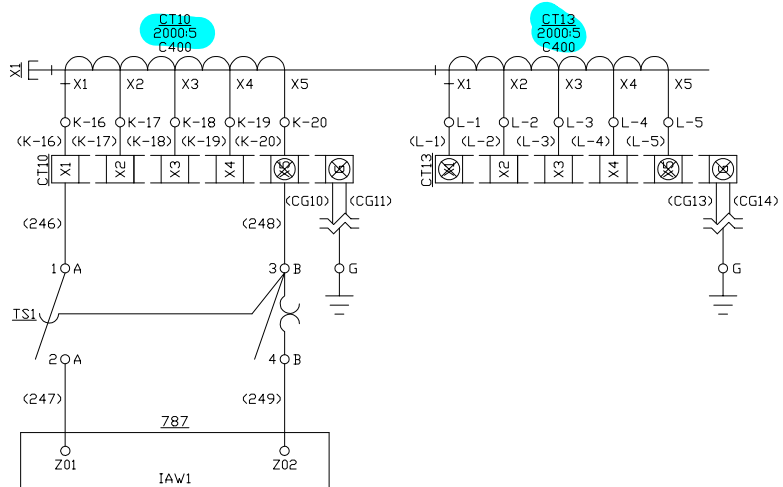 CT10
2000:5
C400
CT13
2000:5
C400
X1
X1 X2 X3 X4 X5
X1 X2 X3 X4 X5
K-16 K-17 K-18 K-19 K-20
L-1 L-2 L-3 L-4 L-5
(K-16) (K-17) (K-18) (K-19) (K-20)
(L-1) (L-2) (L-3) (L-4) (L-5)
CT10 X1 X2 X3 X4 X5 G
CT13 X1 X2 X3 X4 X5 G
(CG10) (CG11)
(CG13) (CG14)
(246) (248)
1 A 3 B G
G
TS1
2 A 4 B
(247) (249)
787
Z01 Z02
IAW1